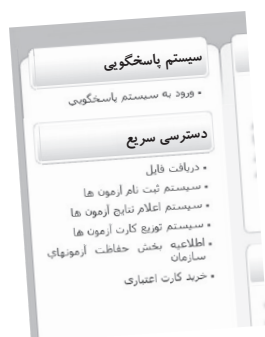 سیستم پاسخگویی
• ورود به سیستم پاسخگویی
دسترسی سریع
• دریافت فایل
• سیستم ثبت نام آزمون ها
• سیستم اعلام نتایج آزمون ها
• سیستم توزیع کارت آزمون ها
• اطلاعیه بخش حفاظت آزمونهای
سازمان
• خرید کارت اعتباری